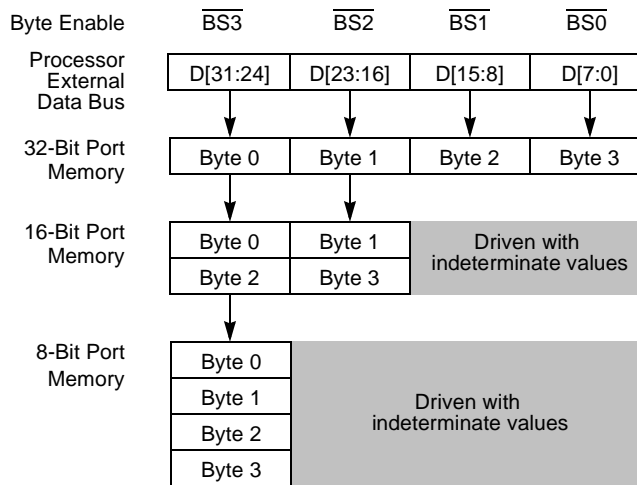 Byte Enable BS3 BS2 BS1 BS0
Processor
External
Data Bus
D[31:24] D[23:16] D[15:8] D[7:0]
32-Bit Port
Memory
Byte 0 Byte 1 Byte 2 Byte 3
16-Bit Port
Memory
Byte 0 Byte 1
Byte 2 Byte 3
Driven with
indeterminate values
8-Bit Port
Memory
Byte 0
Byte 1
Byte 2
Byte 3
Driven with
indeterminate values